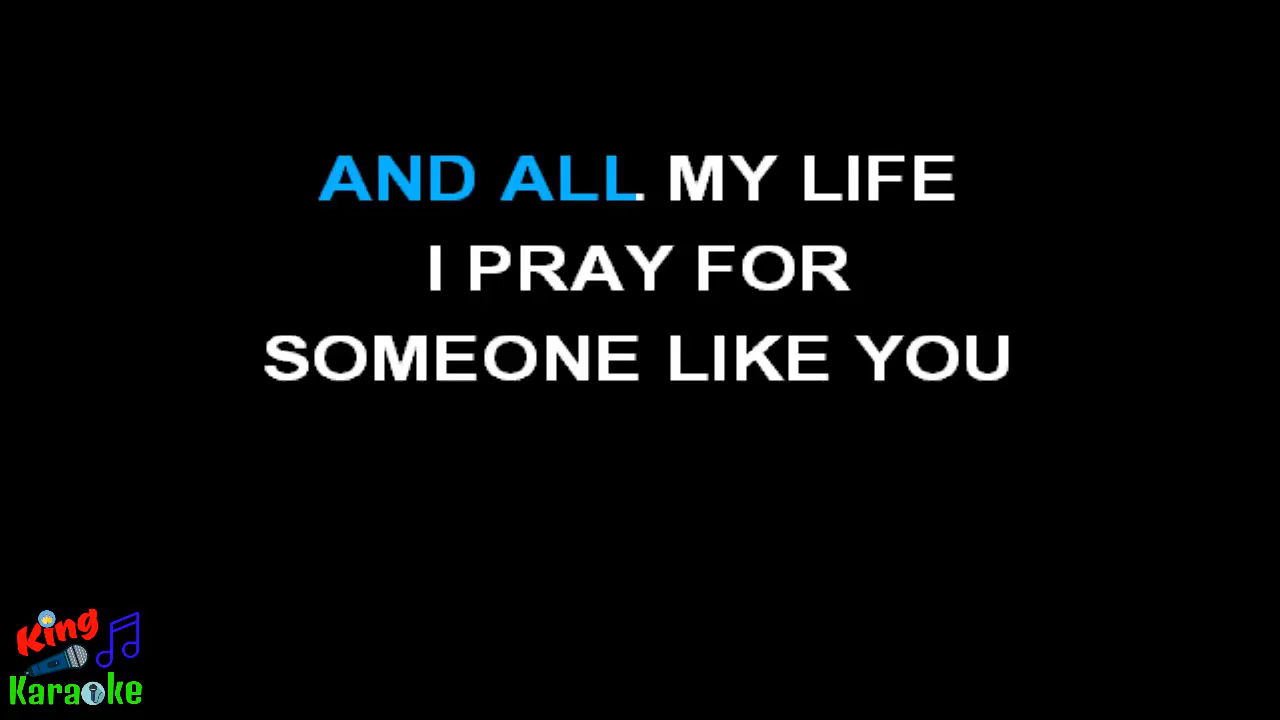 AND ALL MY LIFE
I PRAY FOR
SOMEONE LIKE YOU
King
Karaoke